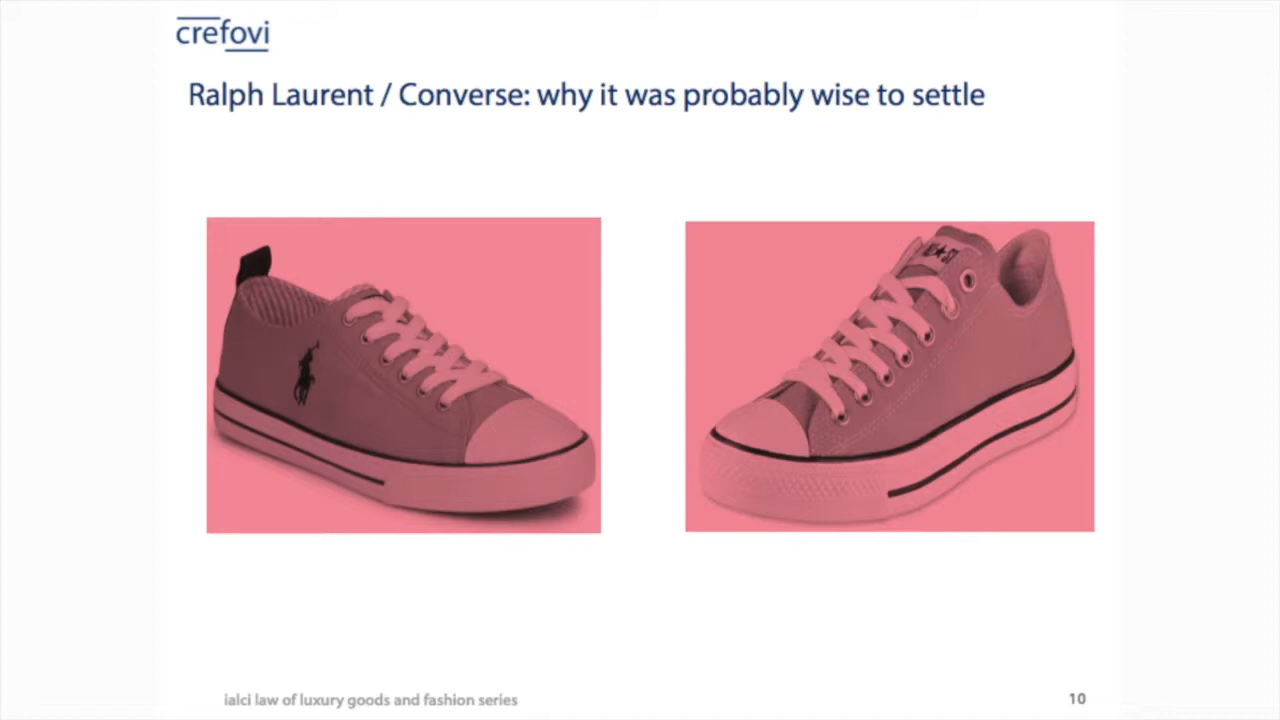 crefovi
Ralph Laurent / Converse: why it was probably wise to settle
ialci law of luxury goods and fashion series
10